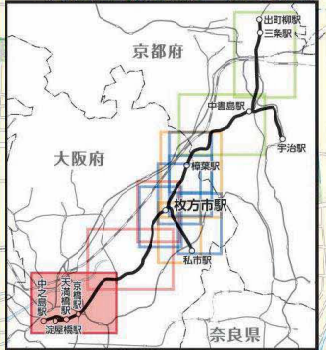 出町柳駅
三条駅
京都府
中書島駅
宇治駅
大阪府
樟葉駅
枚方市駅
私市駅
京橋駅
天満橋駅
中之島駅
淀屋橋駅
奈良県